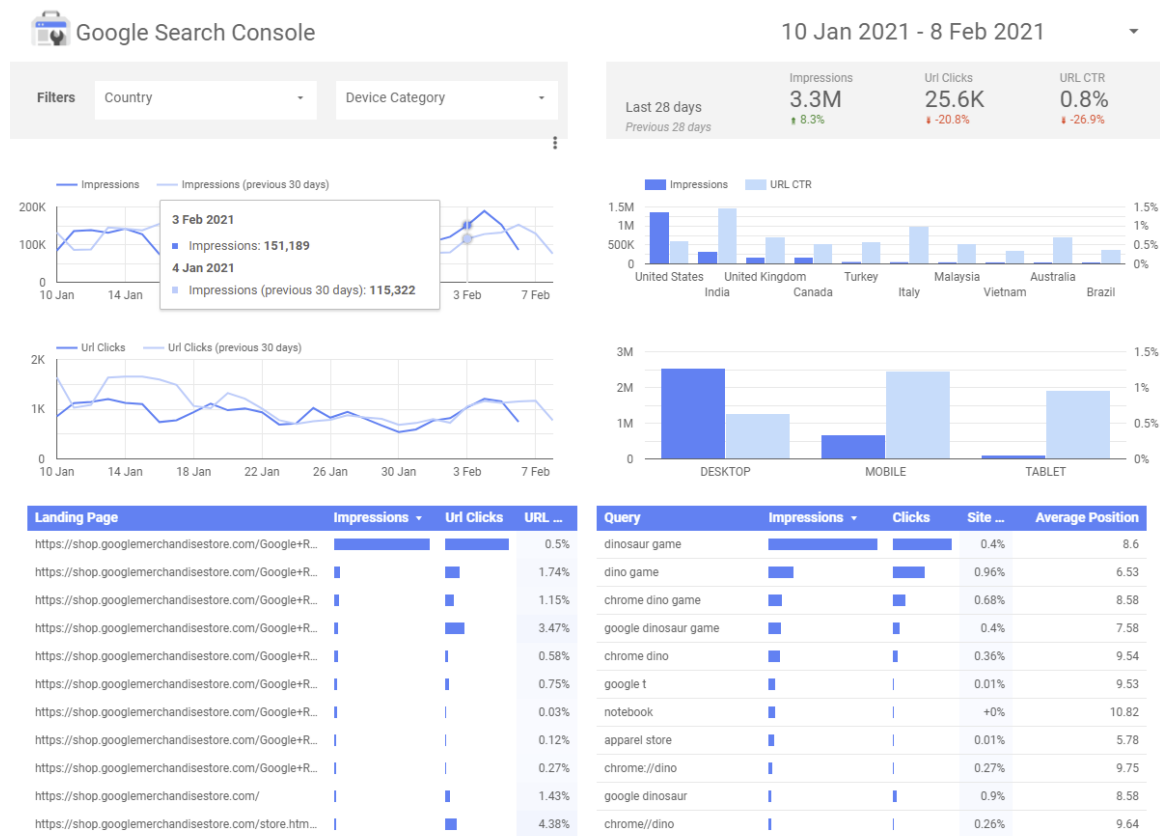 Google Search Console
10 Jan 2021 - 8 Feb 2021
Filters
Country
Device Category
Last 28 days
Previous 28 days
Impressions
3.3M
8.3%
Url Clicks
25.6K
-20.8%
URL CTR
0.8%
-26.9%
Impressions Impressions (previous 30 days)
200K
100K
0
10 Jan 14 Jan 3 Feb 7 Feb
3 Feb 2021
Impressions: 151,189
4 Jan 2021
Impressions (previous 30 days): 115,322
Impressions URL CTR
1.5M 1.5%
1M 1%
500K 0.5%
0 0%
United States United Kingdom Turkey Malaysia Australia
India Canada Italy Vietnam Brazil
Url Clicks Url Clicks (previous 30 days)
2K
1K
0
10 Jan 14 Jan 18 Jan 22 Jan 26 Jan 30 Jan 3 Feb 7 Feb
3M 1.5%
2M 1%
1M 0.5%
0 0%
DESKTOP MOBILE TABLET
Landing Page Impressions Url Clicks URL ...
https://shop.googlemerchandisestore.com/Google+R... 0.5%
https://shop.googlemerchandisestore.com/Google+R... 1.74%
https://shop.googlemerchandisestore.com/Google+R... 1.15%
https://shop.googlemerchandisestore.com/Google+R... 3.47%
https://shop.googlemerchandisestore.com/Google+R... 0.58%
https://shop.googlemerchandisestore.com/Google+R... 0.75%
https://shop.googlemerchandisestore.com/Google+R... 0.03%
https://shop.googlemerchandisestore.com/Google+R... 0.12%
https://shop.googlemerchandisestore.com/Google+R... 0.27%
https://shop.googlemerchandisestore.com/ 1.43%
https://shop.googlemerchandisestore.com/store.htm... 4.38%
Query Impressions Clicks Site ... Average Position
dinosaur game 0.4% 8.6
dino game 0.96% 6.53
chrome dino game 0.68% 8.58
google dinosaur game 0.4% 7.58
chrome dino 0.36% 9.54
google t 0.01% 9.53
notebook +0% 10.82
apparel store 0.01% 5.78
chrome://dino 0.27% 9.75
google dinosaur 0.9% 8.58
chrome//dino 0.26% 9.64